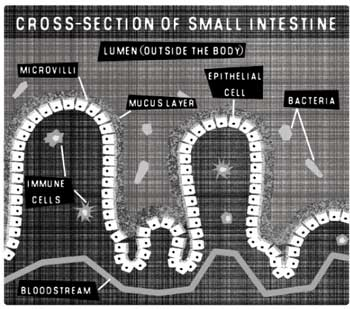 CROSS-SECTION OF SMALL INTESTINE
LUMEN (OUTSIDE THE BODY)
MICROVILLI
EPITHELIAL
CELL
MUCUS LAYER
BACTERIA
IMMUNE
CELLS
BLOODSTREAM